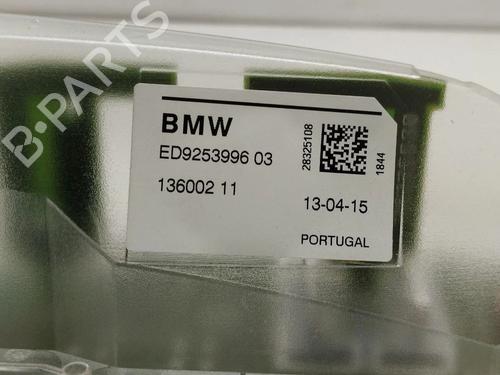 B-PARTS
BMW
ED9253996 03
136002 11
28325108
1844
13-04-15
PORTUGAL